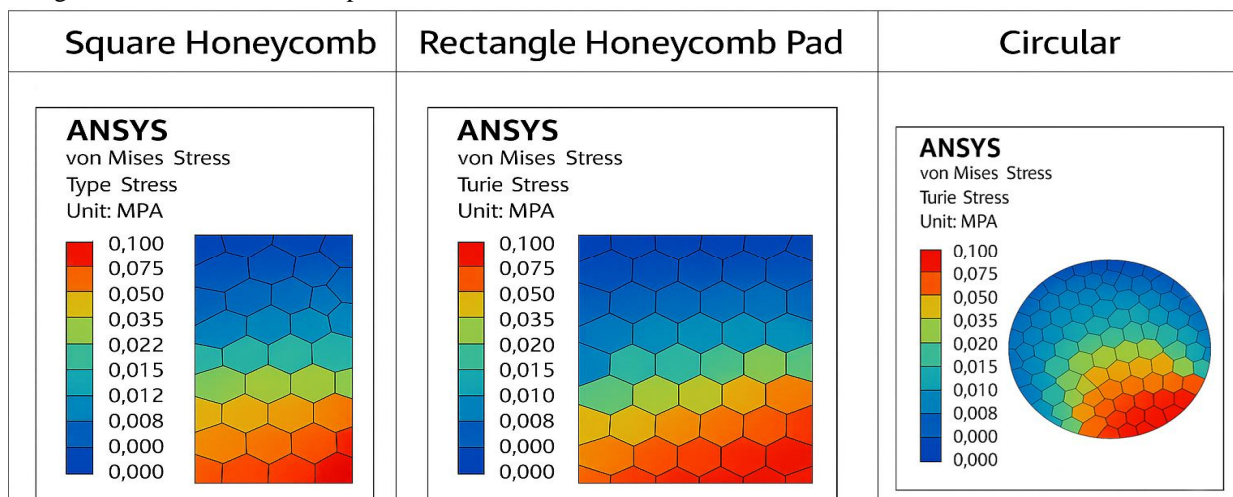 Square Honeycomb
Rectangle Honeycomb Pad
Circular
ANSYS
von Mises Stress
Type Stress
Unit: MPA
0,100
0,075
0,050
0,035
0,022
0,015
0,012
0,008
0,000
0,000
ANSYS
von Mises Stress
Turie Stress
Unit: MPA
0,100
0,075
0,050
0,035
0,020
0,015
0,010
0,008
0,000
0,000
ANSYS
von Mises Stress
Turie Stress
Unit: MPA
0,100
0,075
0,050
0,035
0,020
0,015
0,010
0,008
0,000
0,000